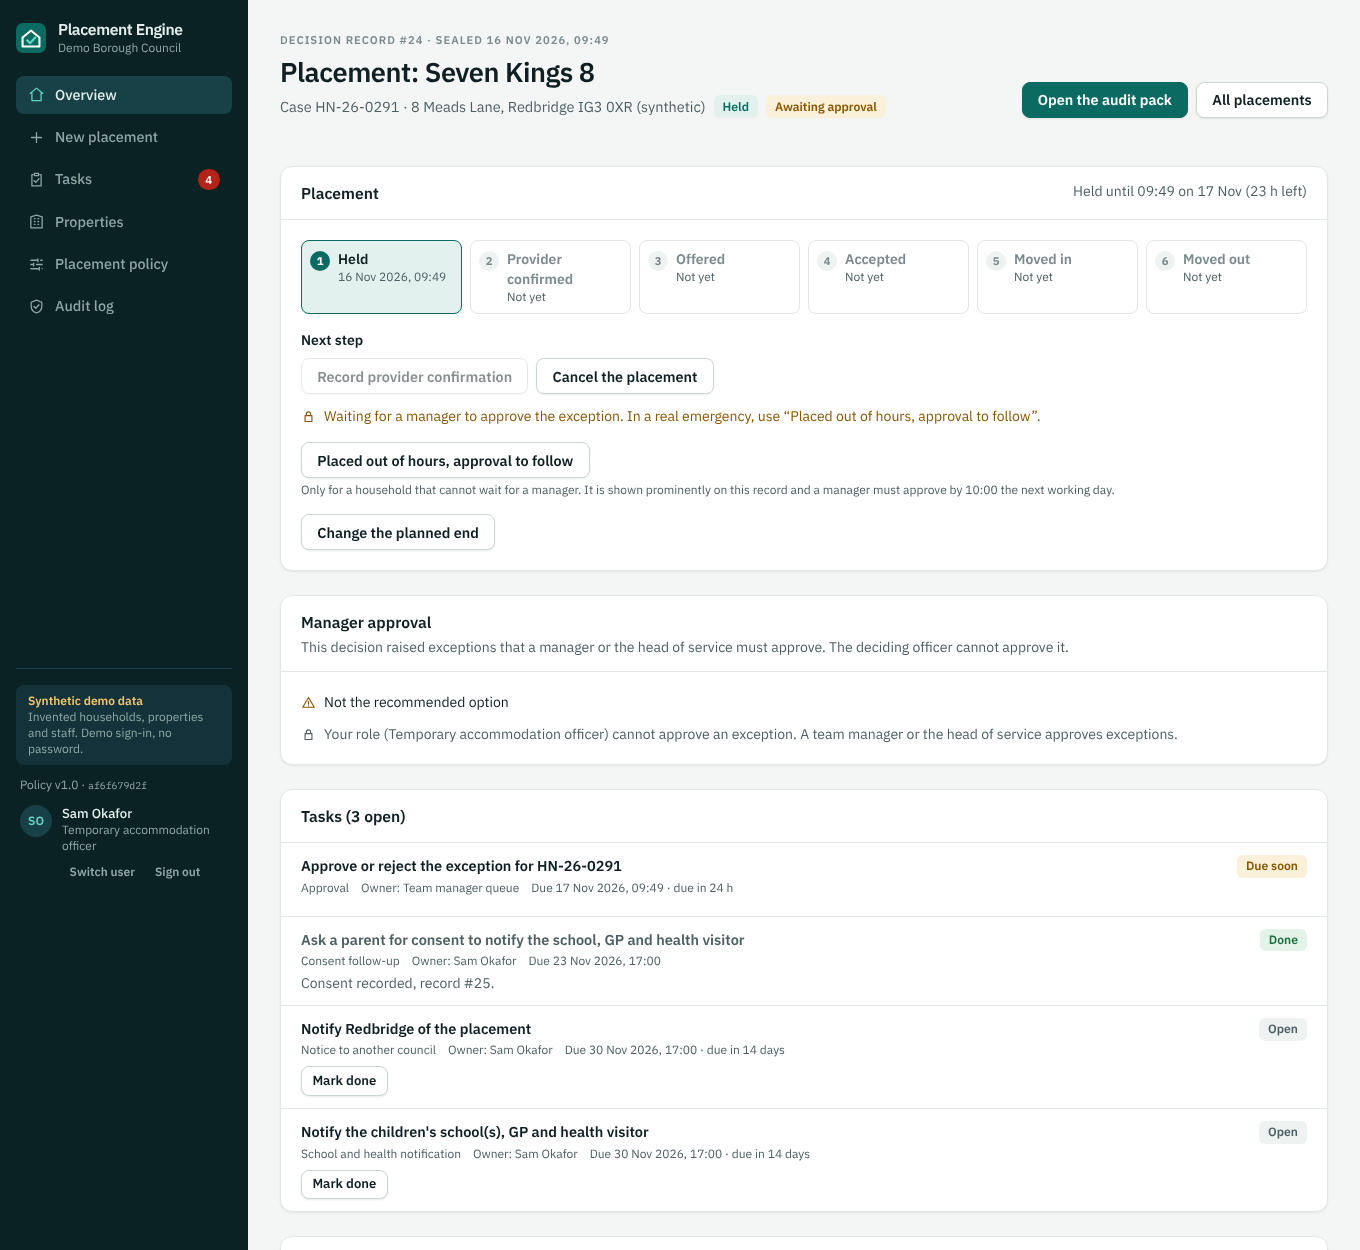 Placement Engine
Demo Borough Council
Overview
New placement
Tasks
4
Properties
Placement policy
Audit log
Synthetic demo data
Invented households, properties
and staff. Demo sign-in, no
password.
Policy v1.0 · af6f679d2f
SO
Sam Okafor
Temporary accommodation
officer
Switch user
Sign out
DECISION RECORD #24 · SEALED 16 NOV 2026, 09:49
Placement: Seven Kings 8
Case HN-26-0291 · 8 Meads Lane, Redbridge IG3 0XR (synthetic)
Held
Awaiting approval
Open the audit pack
All placements
Placement
Held until 09:49 on 17 Nov (23 h left)
1
Held
16 Nov 2026, 09:49
2
Provider
confirmed
Not yet
3
Offered
Not yet
4
Accepted
Not yet
5
Moved in
Not yet
6
Moved out
Not yet
Next step
Record provider confirmation
Cancel the placement
Waiting for a manager to approve the exception. In a real emergency, use “Placed out of hours, approval to follow”.
Placed out of hours, approval to follow
Only for a household that cannot wait for a manager. It is shown prominently on this record and a manager must approve by 10:00 the next working day.
Change the planned end
Manager approval
This decision raised exceptions that a manager or the head of service must approve. The deciding officer cannot approve it.
Not the recommended option
Your role (Temporary accommodation officer) cannot approve an exception. A team manager or the head of service approves exceptions.
Tasks (3 open)
Approve or reject the exception for HN-26-0291
Due soon
Approval Owner: Team manager queue Due 17 Nov 2026, 09:49 · due in 24 h
Ask a parent for consent to notify the school, GP and health visitor
Done
Consent follow-up Owner: Sam Okafor Due 23 Nov 2026, 17:00
Consent recorded, record #25.
Notify Redbridge of the placement
Open
Notice to another council Owner: Sam Okafor Due 30 Nov 2026, 17:00 · due in 14 days
Mark done
Notify the children's school(s), GP and health visitor
Open
School and health notification Owner: Sam Okafor Due 30 Nov 2026, 17:00 · due in 14 days
Mark done